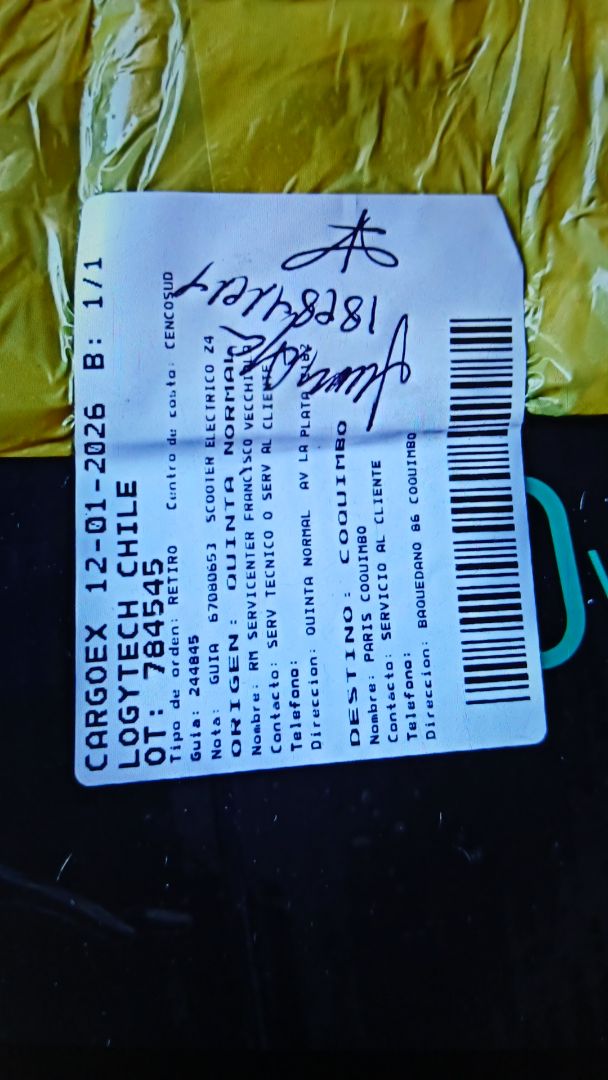 CARGOEX 12-01-2026 B: 1/1
LOGYTECH CHILE
OT: 784545
Tipo de orden: RETIRO Centro de costo: CENCOSUD
Guia: 244845
Nota: GUIA 67080653 SCOOTER ELECTRICO Z4
ORIGEN: QUINTA NORMAL
Nombre: RM SERVICENTER FRANCISCO VECCHI
Contacto: SERV TECNICO O SERV AL CLIENTE
Telefono:
Direccion: QUINTA NORMAL AV LA PLATA
DESTINO: COQUIMBO
Nombre: PARIS COQUIMBO
Contacto: SERVICIO AL CLIENTE
Telefono:
Direccion: BAQUEDANO 86 COQUIMBO